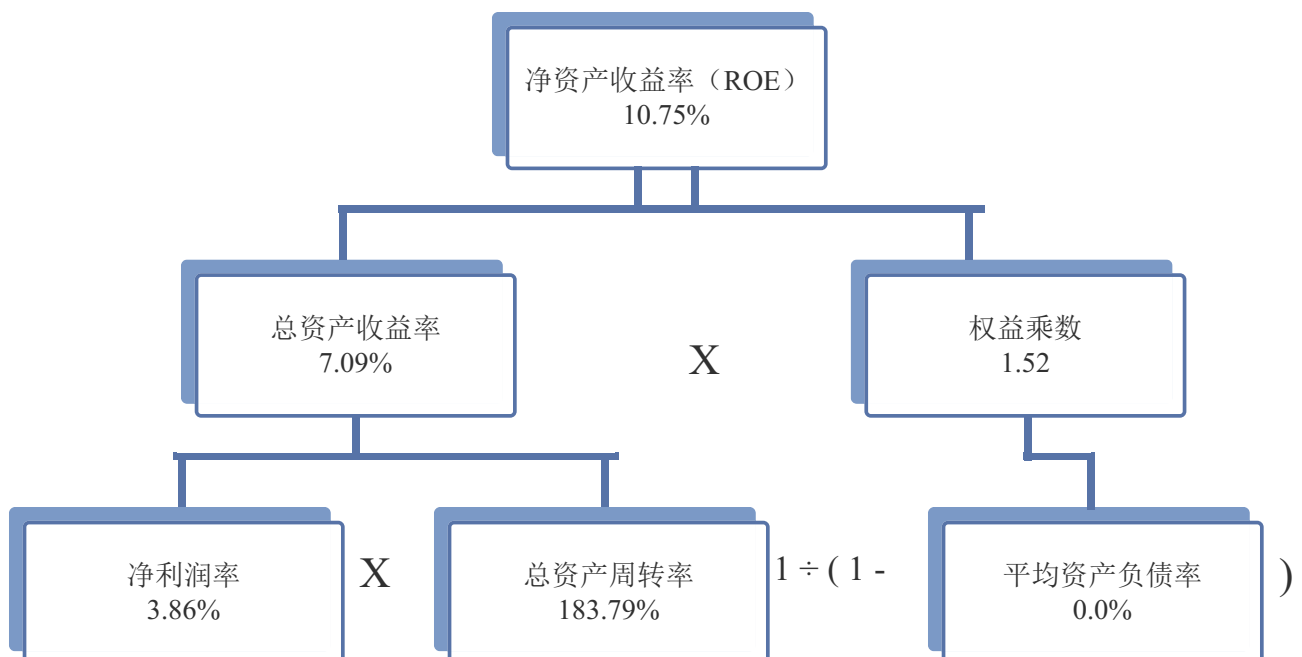 净资产收益率（ROE）
10.75%
总资产收益率
7.09%
X
权益乘数
1.52
净利润率
3.86%
X
总资产周转率
183.79%
1 ÷ ( 1 -
平均资产负债率
0.0%
)